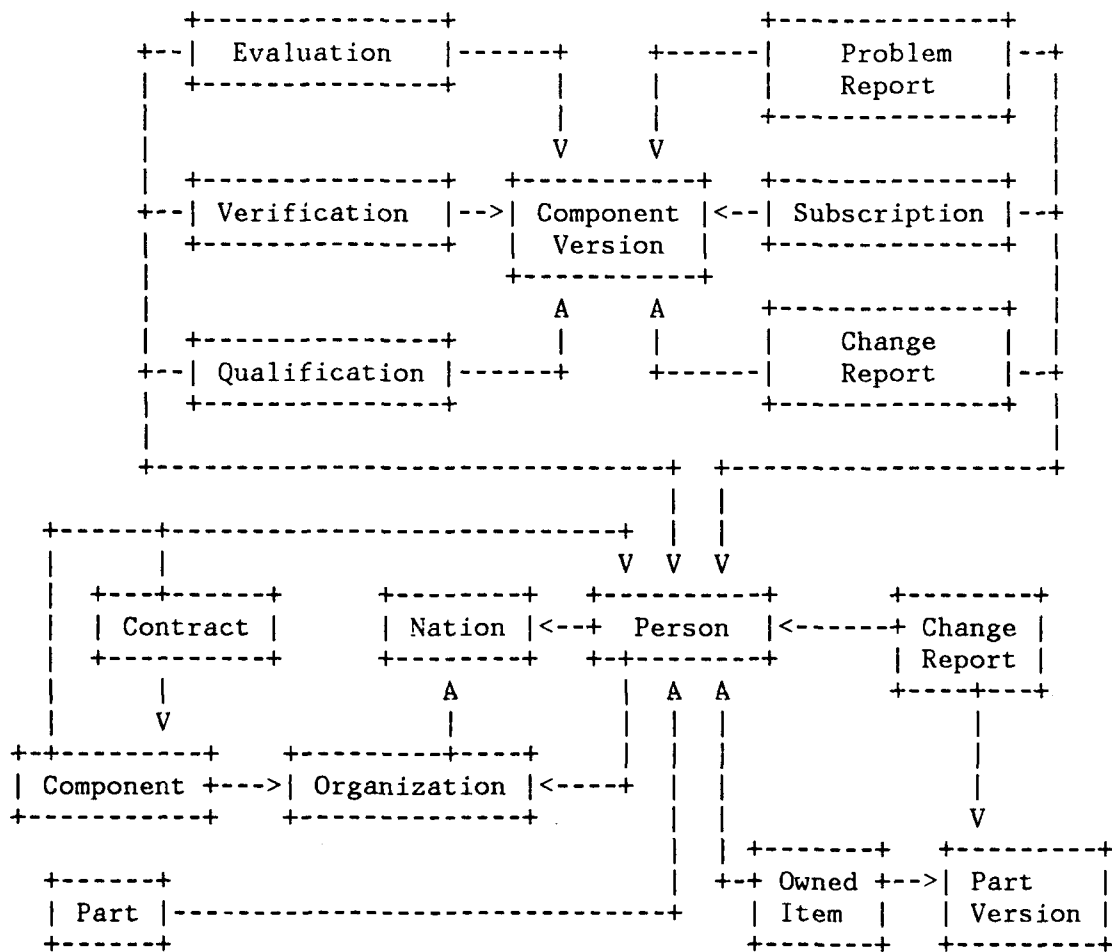 Evaluation
Problem
Report
V V
Verification
Component
Version
Subscription
A A
Qualification
Change
Report
V V V
Contract
Nation
Person
Change
Report
V
A
A A
Component
Organization
V
Part
Owned
Item
Part
Version